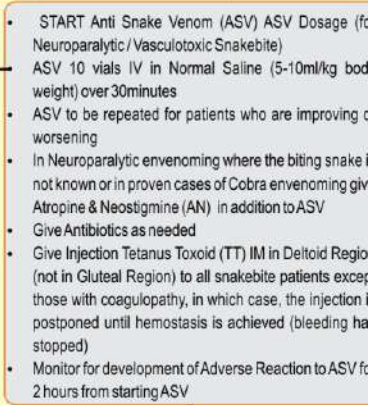 • START Anti Snake Venom (ASV) ASV Dosage (fo
Neuroparalytic / Vasculotoxic Snakebite)
• ASV 10 vials IV in Normal Saline (5-10ml/kg bod
weight) over 30minutes
• ASV to be repeated for patients who are improving o
worsening
• In Neuroparalytic envenoming where the biting snake i
not known or in proven cases of Cobra envenoming giv
Atropine & Neostigmine (AN) in addition to ASV
• Give Antibiotics as needed
• Give Injection Tetanus Toxoid (TT) IM in Deltoid Regio
(not in Gluteal Region) to all snakebite patients excep
those with coagulopathy, in which case, the injection i
postponed until hemostasis is achieved (bleeding ha
stopped)
• Monitor for development of Adverse Reaction to ASV fo
2 hours from starting ASV